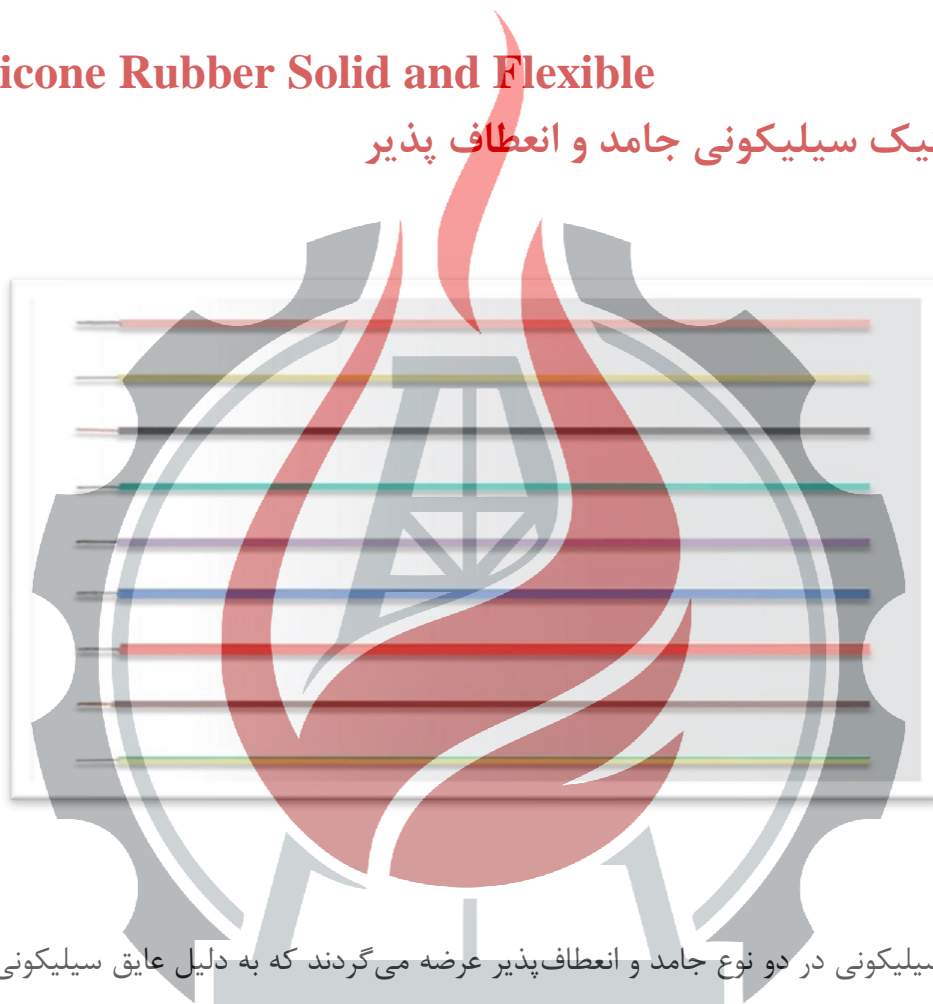 icone Rubber Solid and Flexible
نیک سیلیکونی جامد و انعطاف پذیر
سیلیکونی در دو نوع جامد و انعطاف‌پذیر عرضه می‌گردند که به دلیل عایق سیلیکونی